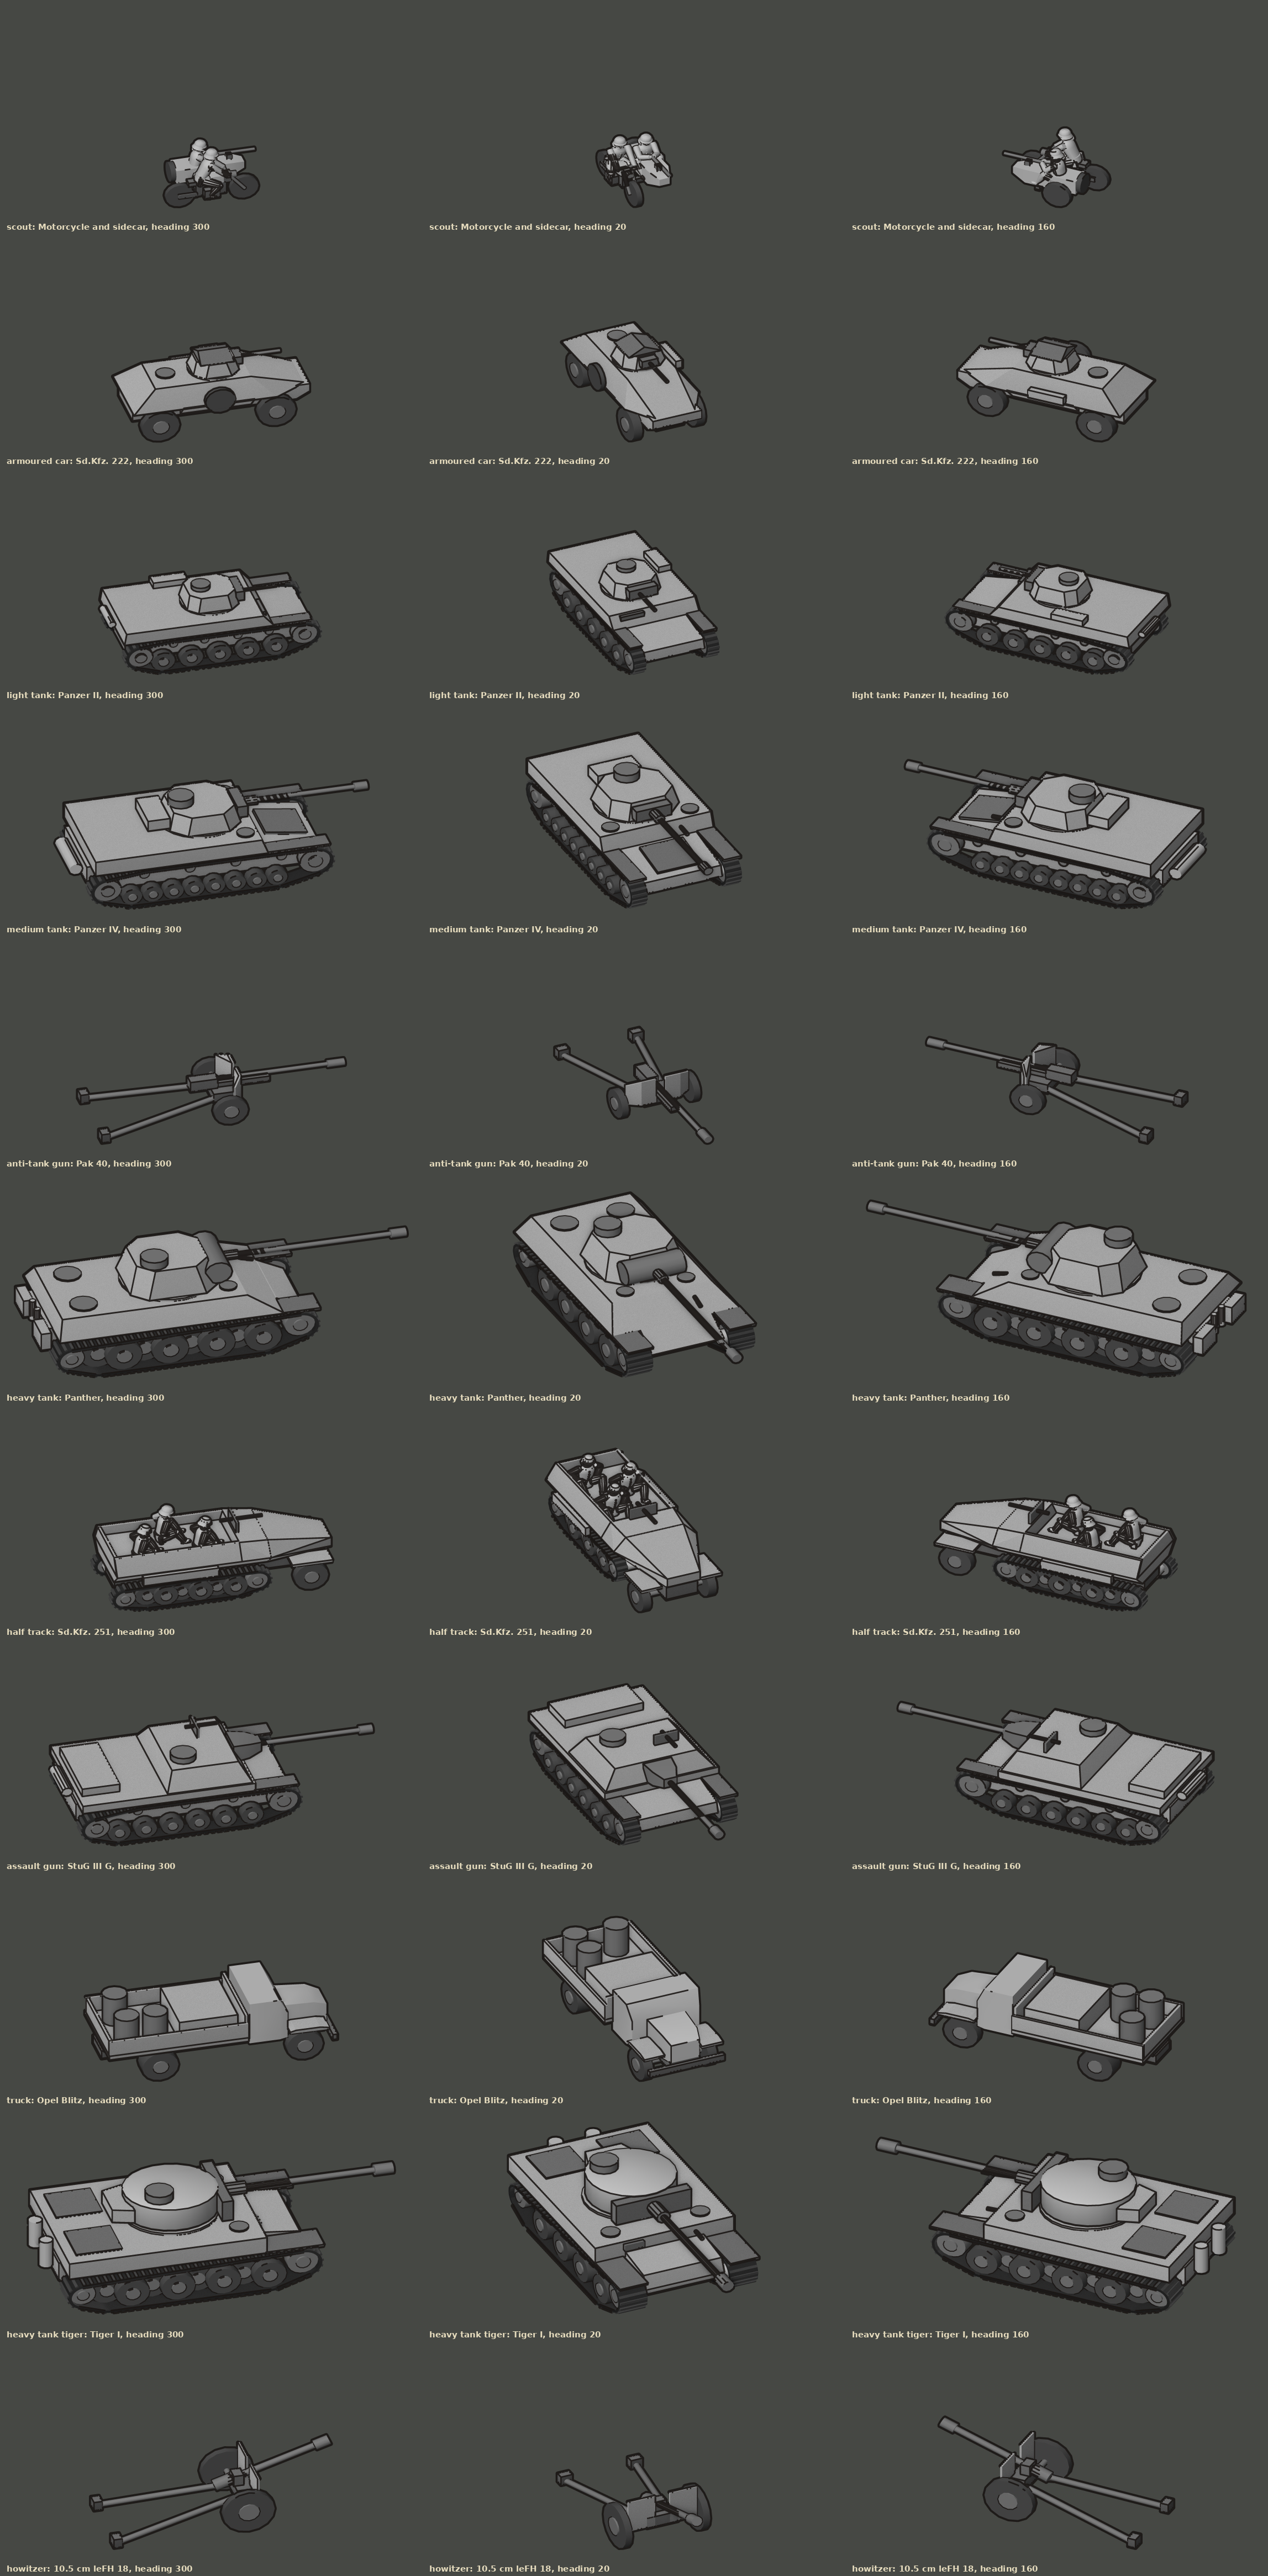 scout: Motorcycle and sidecar, heading 300
scout: Motorcycle and sidecar, heading 20
scout: Motorcycle and sidecar, heading 160
armoured car: Sd.Kfz. 222, heading 300
armoured car: Sd.Kfz. 222, heading 20
armoured car: Sd.Kfz. 222, heading 160
light tank: Panzer II, heading 300
light tank: Panzer II, heading 20
light tank: Panzer II, heading 160
medium tank: Panzer IV, heading 300
medium tank: Panzer IV, heading 20
medium tank: Panzer IV, heading 160
anti-tank gun: Pak 40, heading 300
anti-tank gun: Pak 40, heading 20
anti-tank gun: Pak 40, heading 160
heavy tank: Panther, heading 300
heavy tank: Panther, heading 20
heavy tank: Panther, heading 160
half track: Sd.Kfz. 251, heading 300
half track: Sd.Kfz. 251, heading 20
half track: Sd.Kfz. 251, heading 160
assault gun: StuG III G, heading 300
assault gun: StuG III G, heading 20
assault gun: StuG III G, heading 160
truck: Opel Blitz, heading 300
truck: Opel Blitz, heading 20
truck: Opel Blitz, heading 160
heavy tank tiger: Tiger I, heading 300
heavy tank tiger: Tiger I, heading 20
heavy tank tiger: Tiger I, heading 160
howitzer: 10.5 cm leFH 18, heading 300
howitzer: 10.5 cm leFH 18, heading 20
howitzer: 10.5 cm leFH 18, heading 160